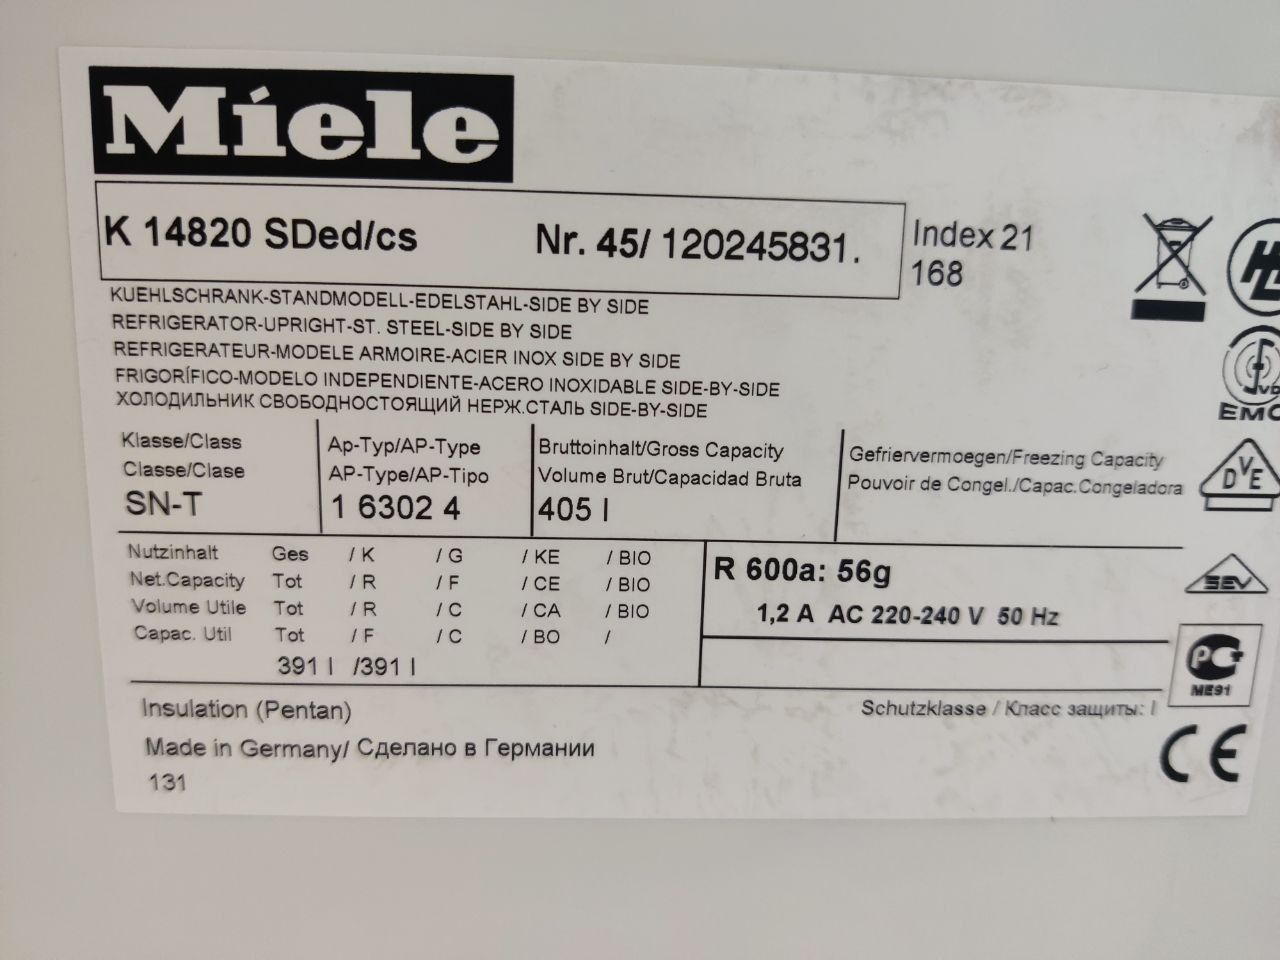 Miele
K 14820 SDed/cs Nr. 45/ 120245831.
Index 21
168
KUEHLSCHRANK-STANDMODELL-EDELSTAHL-SIDE BY SIDE
REFRIGERATOR-UPRIGHT-ST. STEEL-SIDE BY SIDE
REFRIGERATEUR-MODELE ARMOIRE-ACIER INOX SIDE BY SIDE
FRIGORÍFICO-MODELO INDEPENDIENTE-ACERO INOXIDABLE SIDE-BY-SIDE
ХОЛОДИЛЬНИК СВОБОДНОСТОЯЩИЙ НЕРЖ.СТАЛЬ SIDE-BY-SIDE
EMC
Klasse/Class
Classe/Clase
SN-T
Ap-Typ/AP-Type
AP-Type/AP-Tipo
1 6302 4
Bruttoinhalt/Gross Capacity
Volume Brut/Capacidad Bruta
405 l
Gefriervermoegen/Freezing Capacity
Pouvoir de Congel./Capac.Congeladora
DVE
Nutzinhalt Ges / K / G / KE / BIO
Net.Capacity Tot / R / F / CE / BIO
Volume Utile Tot / R / C / CA / BIO
Capac. Util Tot / F / C / BO /
391 l /391 l
R 600a: 56g
1,2 A AC 220-240 V 50 Hz
SEV
РСТ
ME91
Insulation (Pentan)
Schutzklasse / Класс защиты: I
Made in Germany/ Сделано в Германии
131
CE